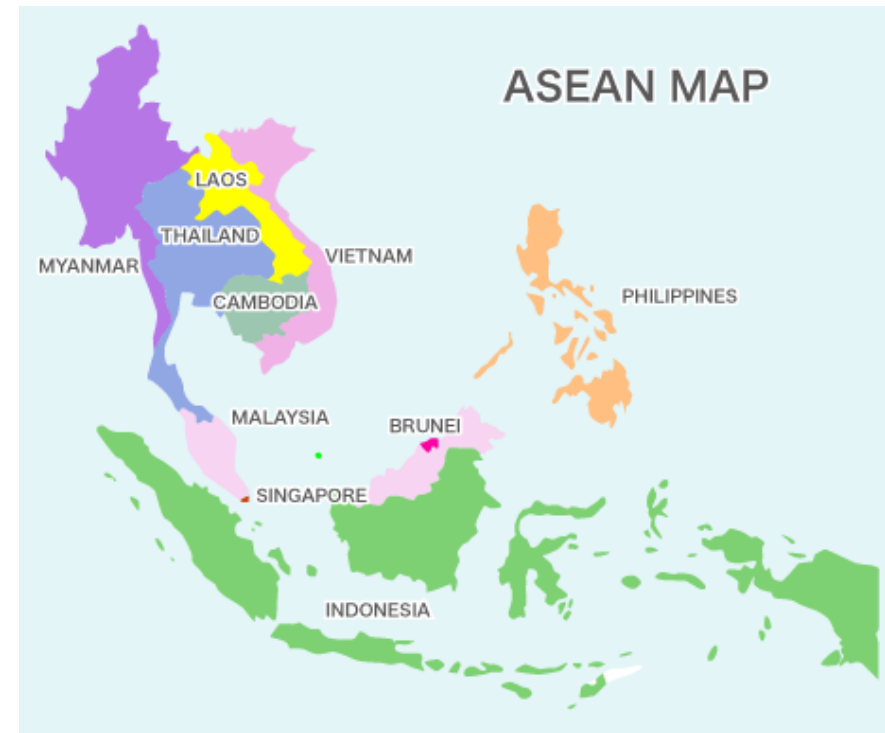 ASEAN MAP
LAOS
THAILAND
MYANMAR
VIETNAM
CAMBODIA
PHILIPPINES
MALAYSIA
BRUNEI
SINGAPORE
INDONESIA